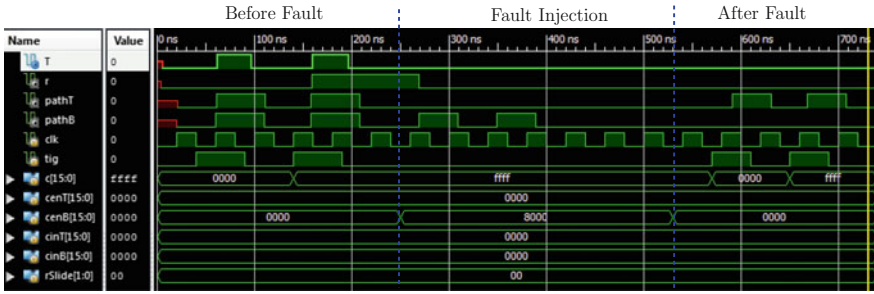 Before Fault Fault Injection After Fault
Name Value 0 ns 100 ns 200 ns 300 ns 400 ns 500 ns 600 ns 700 ns
T 0
r 0
pathT 0
pathB 0
clk 0
tig 0
c[15:0] ffff 0000 ffff 0000 ffff
cenT[15:0] 0000 0000
cenB[15:0] 0000 0000 8000 0000
cinT[15:0] 0000 0000
cinB[15:0] 0000 0000
rSlide[1:0] 00 00